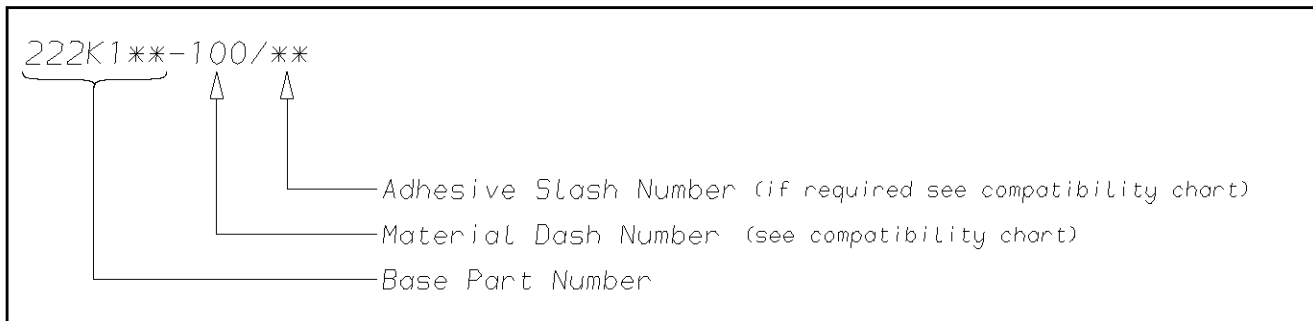 222K1**-100/**
Adhesive Slash Number (if required see compatibility chart)
Material Dash Number (see compatibility chart)
Base Part Number